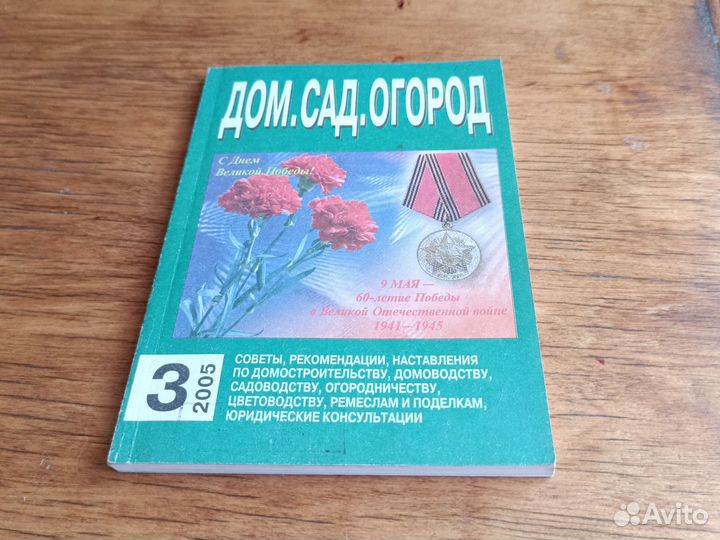 ДОМ.САД.ОГОРОД
С Днем
Великой Победы!
9 МАЯ —
60-летие Победы
в Великой Отечественной войне
1941—1945
3
2005
СОВЕТЫ, РЕКОМЕНДАЦИИ, НАСТАВЛЕНИЯ
ПО ДОМОСТРОИТЕЛЬСТВУ, ДОМОВОДСТВУ,
САДОВОДСТВУ, ОГОРОДНИЧЕСТВУ,
ЦВЕТОВОДСТВУ, РЕМЕСЛАМ И ПОДЕЛКАМ,
ЮРИДИЧЕСКИЕ КОНСУЛЬТАЦИИ
Avito